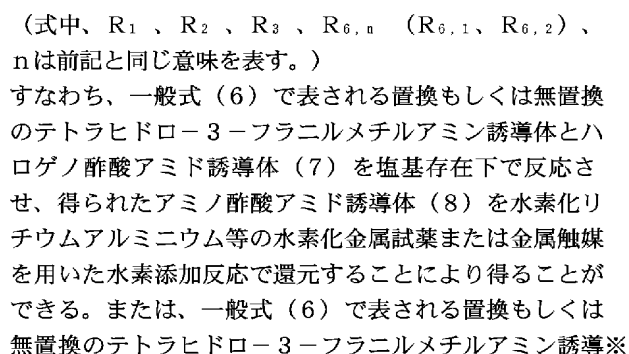 （式中、R₁、R₂、R₃、R₆,ₙ（R₆,₁、R₆,₂）、
nは前記と同じ意味を表す。）
すなわち、一般式（6）で表される置換もしくは無置換
のテトラヒドロ－3－フラニルメチルアミン誘導体とハ
ロゲノ酢酸アミド誘導体（7）を塩基存在下で反応さ
せ、得られたアミノ酢酸アミド誘導体（8）を水素化リ
チウムアルミニウム等の水素化金属試薬または金属触媒
を用いた水素添加反応で還元することにより得ることが
できる。または、一般式（6）で表される置換もしくは
無置換のテトラヒドロ－3－フラニルメチルアミン誘導※